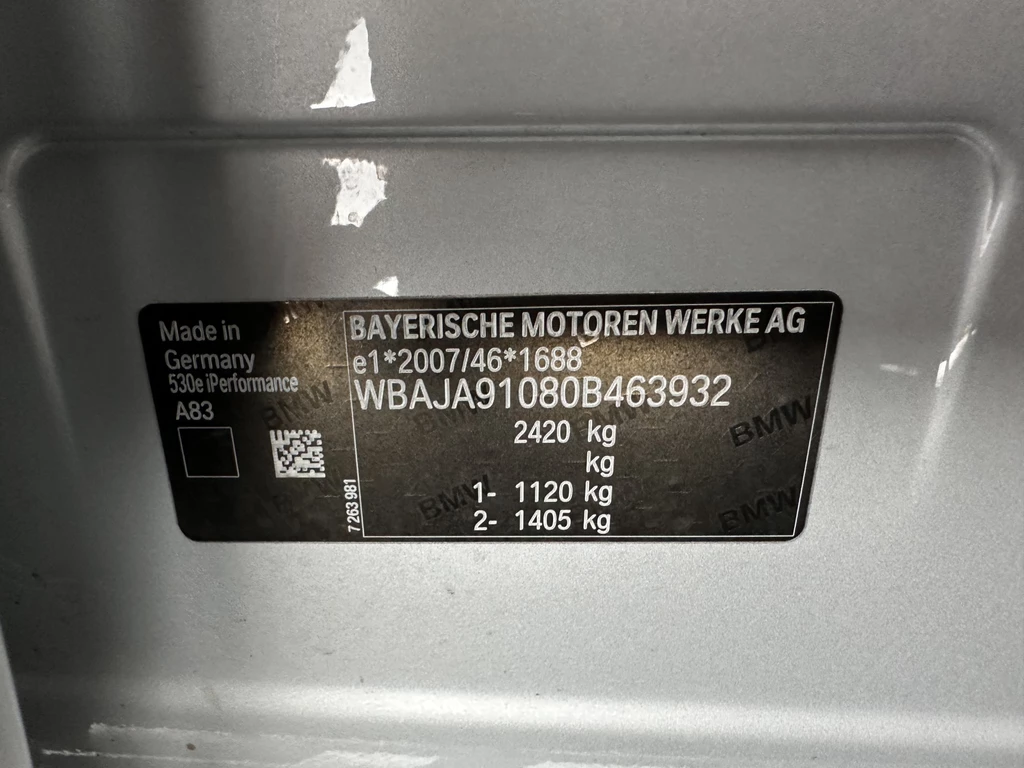 Made in
Germany
530e iPerformance
A83
7 263 981
BAYERISCHE MOTOREN WERKE AG
e1*2007/46*1688
WBAJA91080B463932
2420 kg
kg
1- 1120 kg
2- 1405 kg
BMW
BMW
BMW
BMW